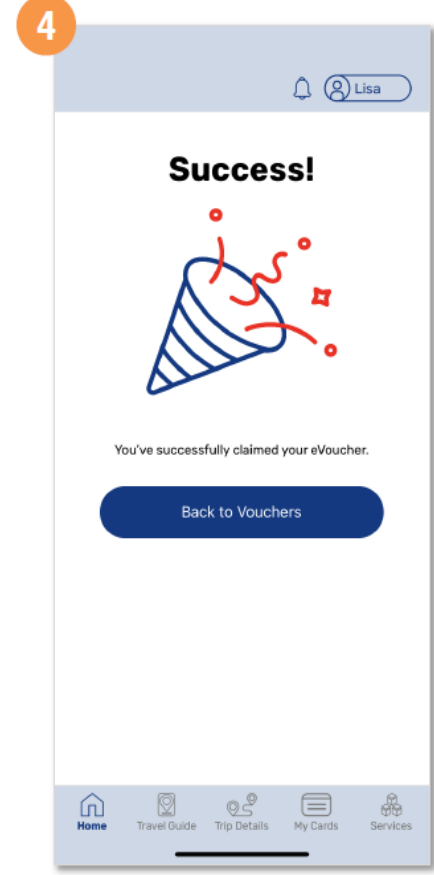 4
Lisa
Success!
You've successfully claimed your eVoucher.
Back to Vouchers
Home Travel Guide Trip Details My Cards Services